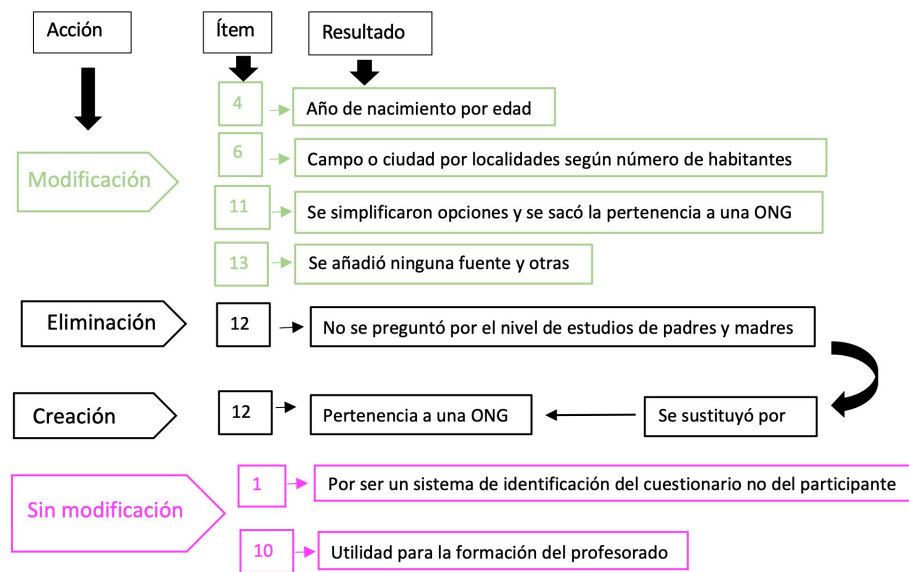 Acción
Ítem
Resultado
Modificación
4
Año de nacimiento por edad
6
Campo o ciudad por localidades según número de habitantes
11
Se simplificaron opciones y se sacó la pertenencia a una ONG
13
Se añadió ninguna fuente y otras
Eliminación
12
No se preguntó por el nivel de estudios de padres y madres
Creación
12
Pertenencia a una ONG
Se sustituyó por
Sin modificación
1
Por ser un sistema de identificación del cuestionario no del participante
10
Utilidad para la formación del profesorado